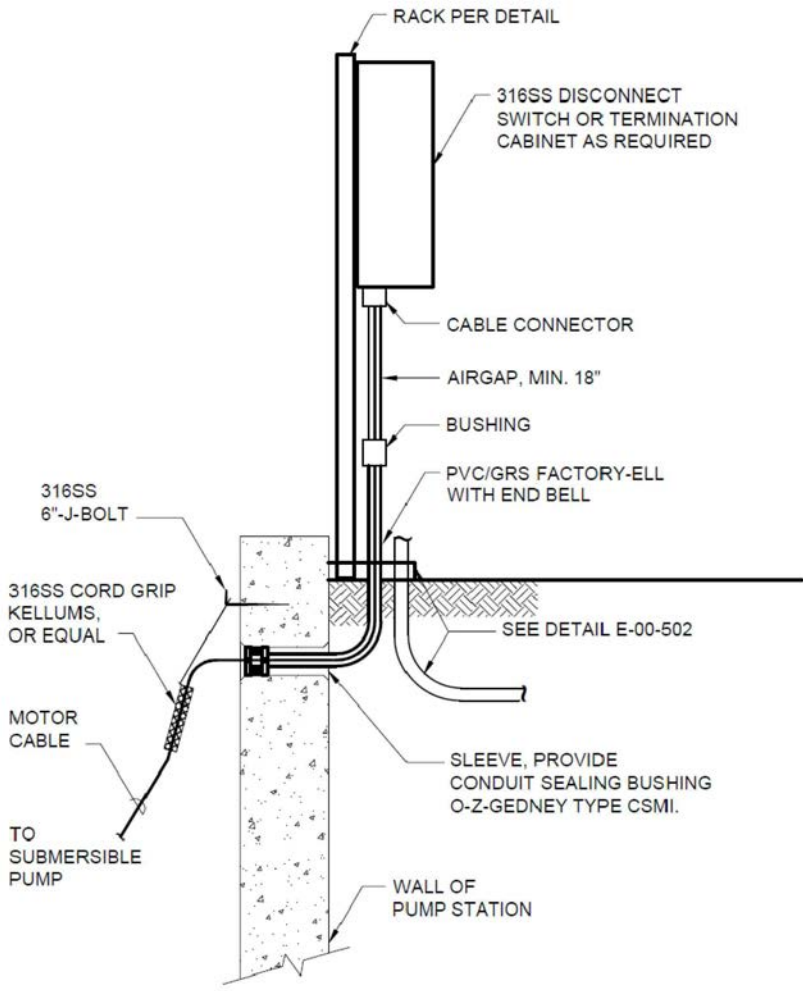 RACK PER DETAIL
316SS DISCONNECT
SWITCH OR TERMINATION
CABINET AS REQUIRED
CABLE CONNECTOR
AIRGAP, MIN. 18"
BUSHING
PVC/GRS FACTORY-ELL
WITH END BELL
316SS
6"-J-BOLT
316SS CORD GRIP
KELLUMS,
OR EQUAL
SEE DETAIL E-00-502
MOTOR
CABLE
SLEEVE, PROVIDE
CONDUIT SEALING BUSHING
O-Z-GEDNEY TYPE CSMI.
TO
SUBMERSIBLE
PUMP
WALL OF
PUMP STATION